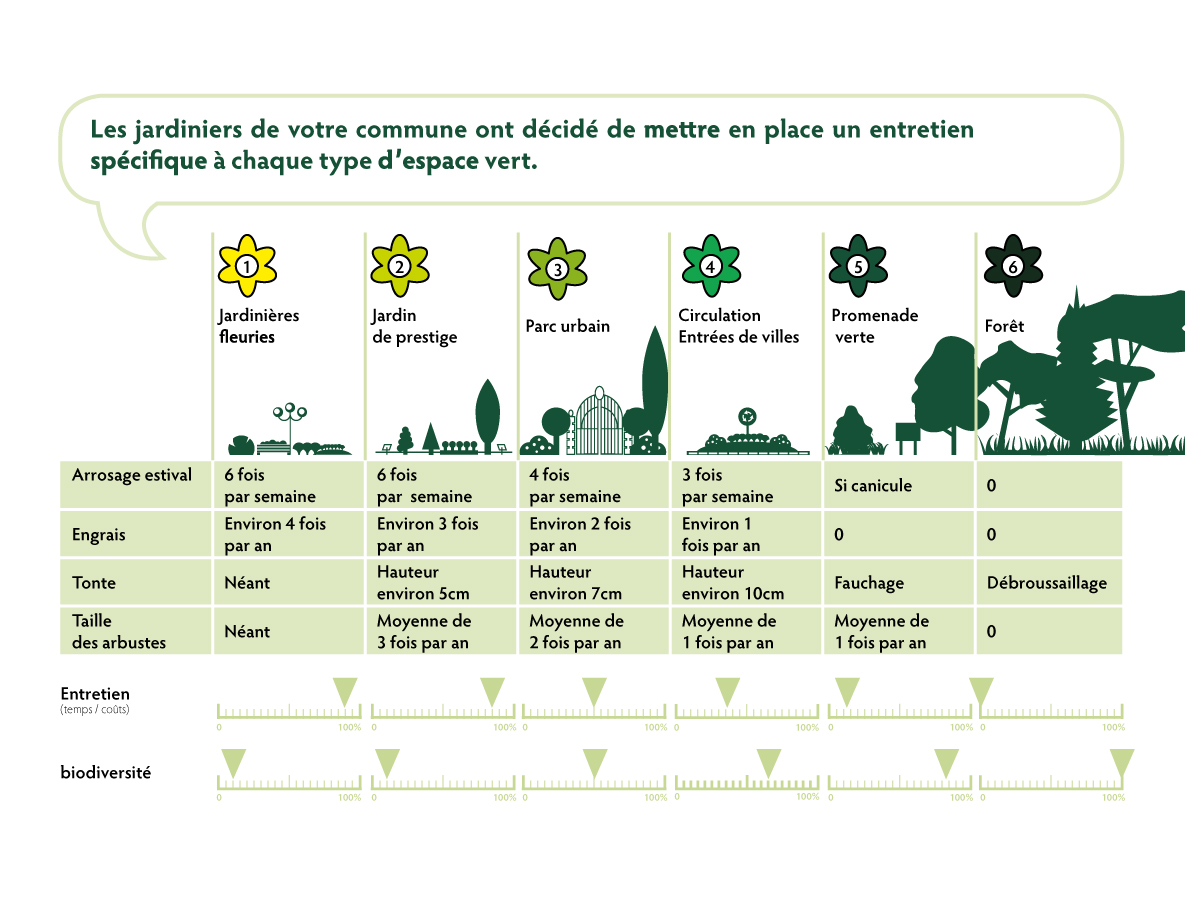 Les jardiniers de votre commune ont décidé de mettre en place un entretien
spécifique à chaque type d'espace vert.
1
2
3
4
5
6
Jardinières
fleuries
Jardin
de prestige
Parc urbain
Circulation
Entrées de villes
Promenade
verte
Forêt
Arrosage estival
6 fois
par semaine
6 fois
par semaine
4 fois
par semaine
3 fois
par semaine
Si canicule
0
Engrais
Environ 4 fois
par an
Environ 3 fois
par an
Environ 2 fois
par an
Environ 1
fois par an
0
0
Tonte
Néant
Hauteur
environ 5cm
Hauteur
environ 7cm
Hauteur
environ 10cm
Fauchage
Débroussaillage
Taille
des arbustes
Néant
Moyenne de
3 fois par an
Moyenne de
2 fois par an
Moyenne de
1 fois par an
Moyenne de
1 fois par an
0
Entretien
(temps / coûts)
0 100%
0 100%
0 100%
0 100%
0 100%
0 100%
biodiversité
0 100%
0 100%
0 100%
0 100%
0 100%
0 100%